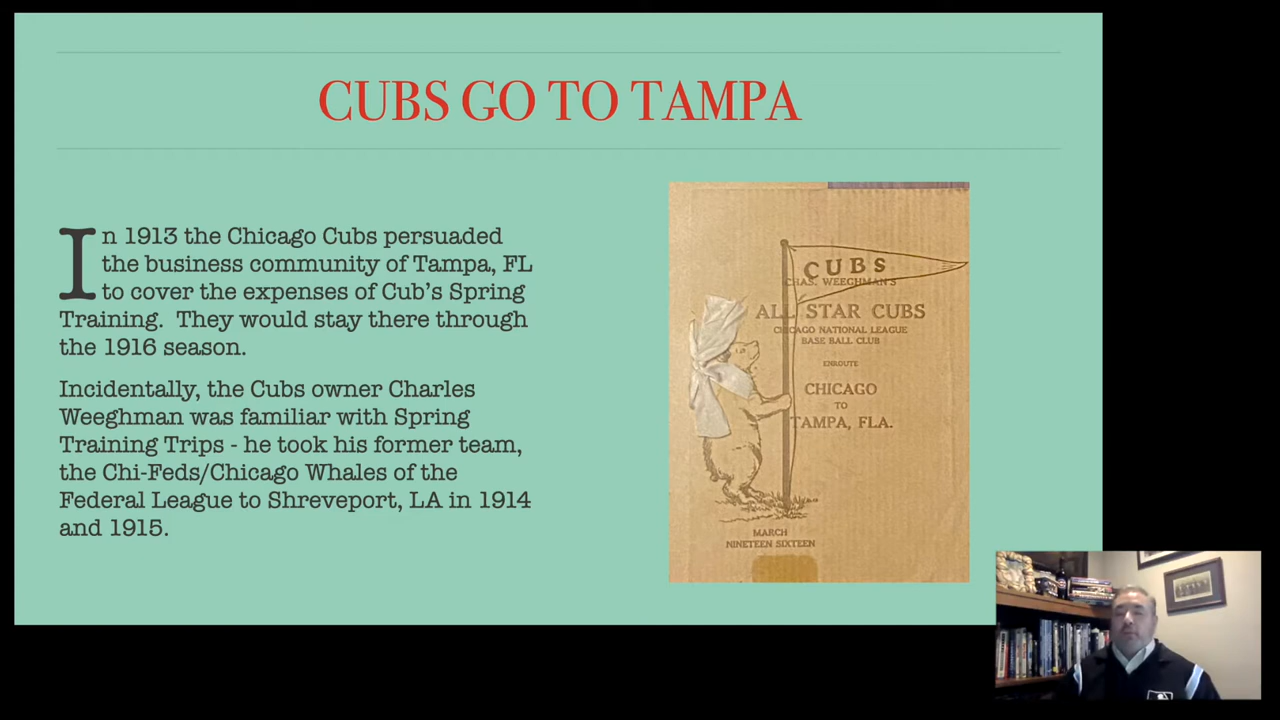 CUBS GO TO TAMPA
In 1913 the Chicago Cubs persuaded
the business community of Tampa, FL
to cover the expenses of Cub's Spring
Training. They would stay there through
the 1916 season.
Incidentally, the Cubs owner Charles
Weeghman was familiar with Spring
Training Trips - he took his former team,
the Chi-Feds/Chicago Whales of the
Federal League to Shreveport, LA in 1914
and 1915.
CUBS
CHAS. WEEGHMAN'S
ALL STAR CUBS
CHICAGO NATIONAL LEAGUE
BASE BALL CLUB
ENROUTE
CHICAGO
TO
TAMPA, FLA.
MARCH
NINETEEN SIXTEEN